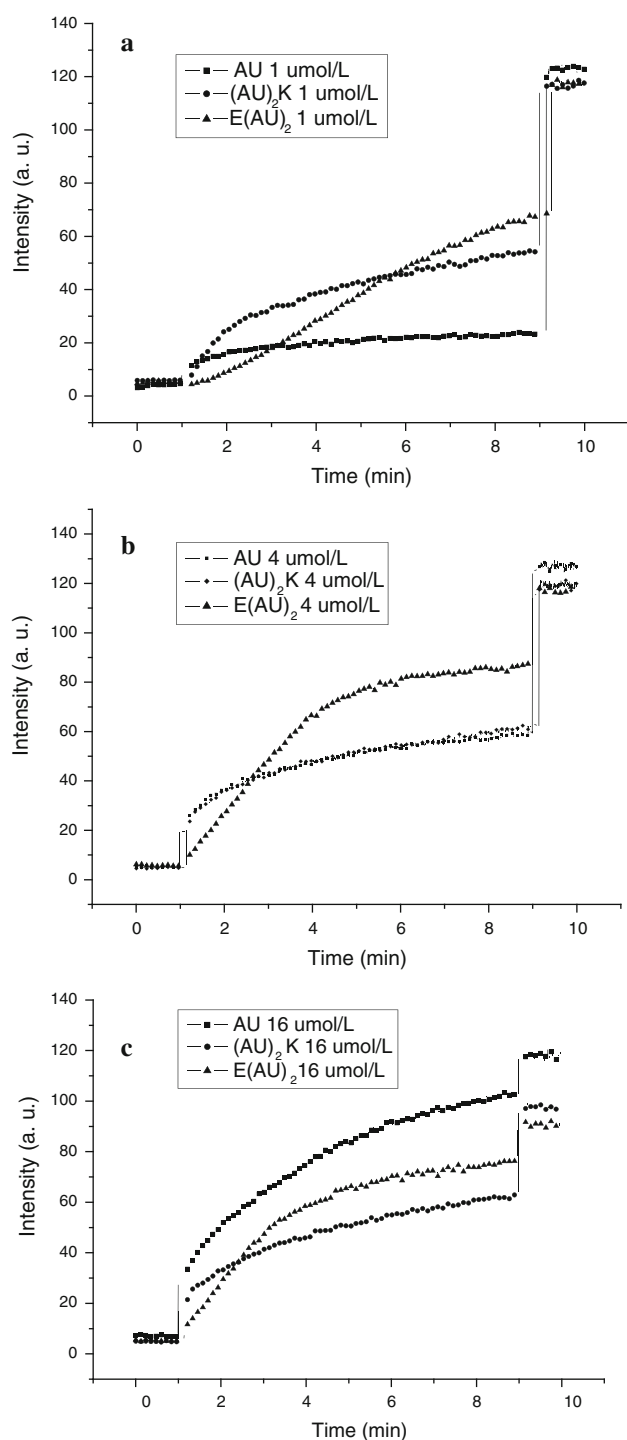 a
AU 1 umol/L
(AU)₂K 1 umol/L
E(AU)₂ 1 umol/L
140
120
100
80
60
40
20
0
Intensity (a. u.)
0 2 4 6 8 10
Time (min)
b
AU 4 umol/L
(AU)₂K 4 umol/L
E(AU)₂ 4 umol/L
140
120
100
80
60
40
20
0
Intensity (a. u.)
0 2 4 6 8 10
Time (min)
c
AU 16 umol/L
(AU)₂ K 16 umol/L
E(AU)₂ 16 umol/L
140
120
100
80
60
40
20
0
Intensity (a. u.)
0 2 4 6 8 10
Time (min)